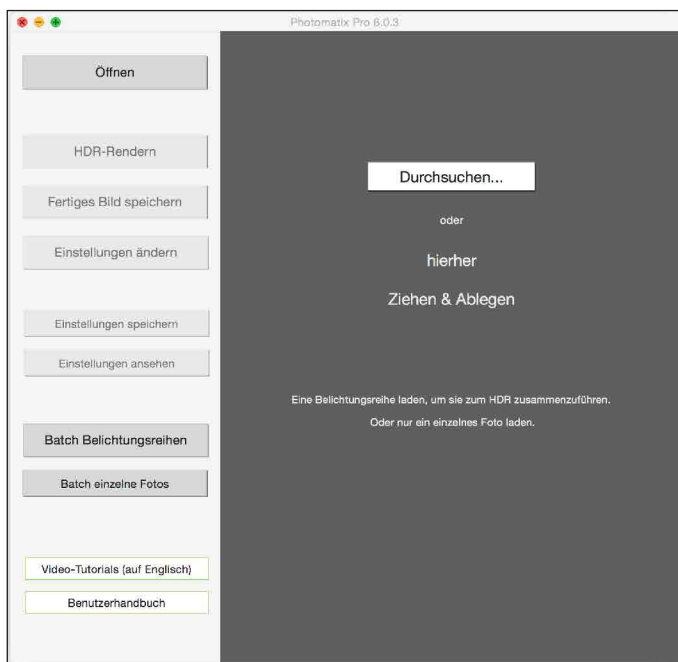 Photomatix Pro 6.0.3
Öffnen
HDR-Rendern
Fertiges Bild speichern
Einstellungen ändern
Einstellungen speichern
Einstellungen ansehen
Batch Belichtungsreihen
Batch einzelne Fotos
Video-Tutorials (auf Englisch)
Benutzerhandbuch
Durchsuchen...
oder
hierher
Ziehen & Ablegen
Eine Belichtungsreihe laden, um sie zum HDR zusammenzuführen.
Oder nur ein einzelnes Foto laden.